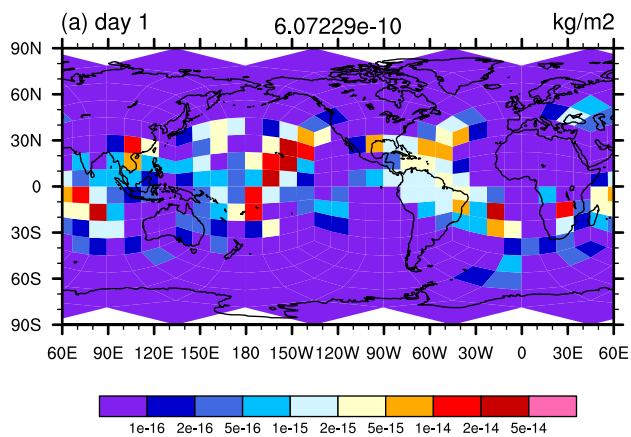 (a) day 1 6.07229e-10 kg/m2
90N
60N
30N
0
30S
60S
90S
60E 90E 120E 150E 180 150W 120W 90W 60W 30W 0 30E 60E
1e-16 2e-16 5e-16 1e-15 2e-15 5e-15 1e-14 2e-14 5e-14